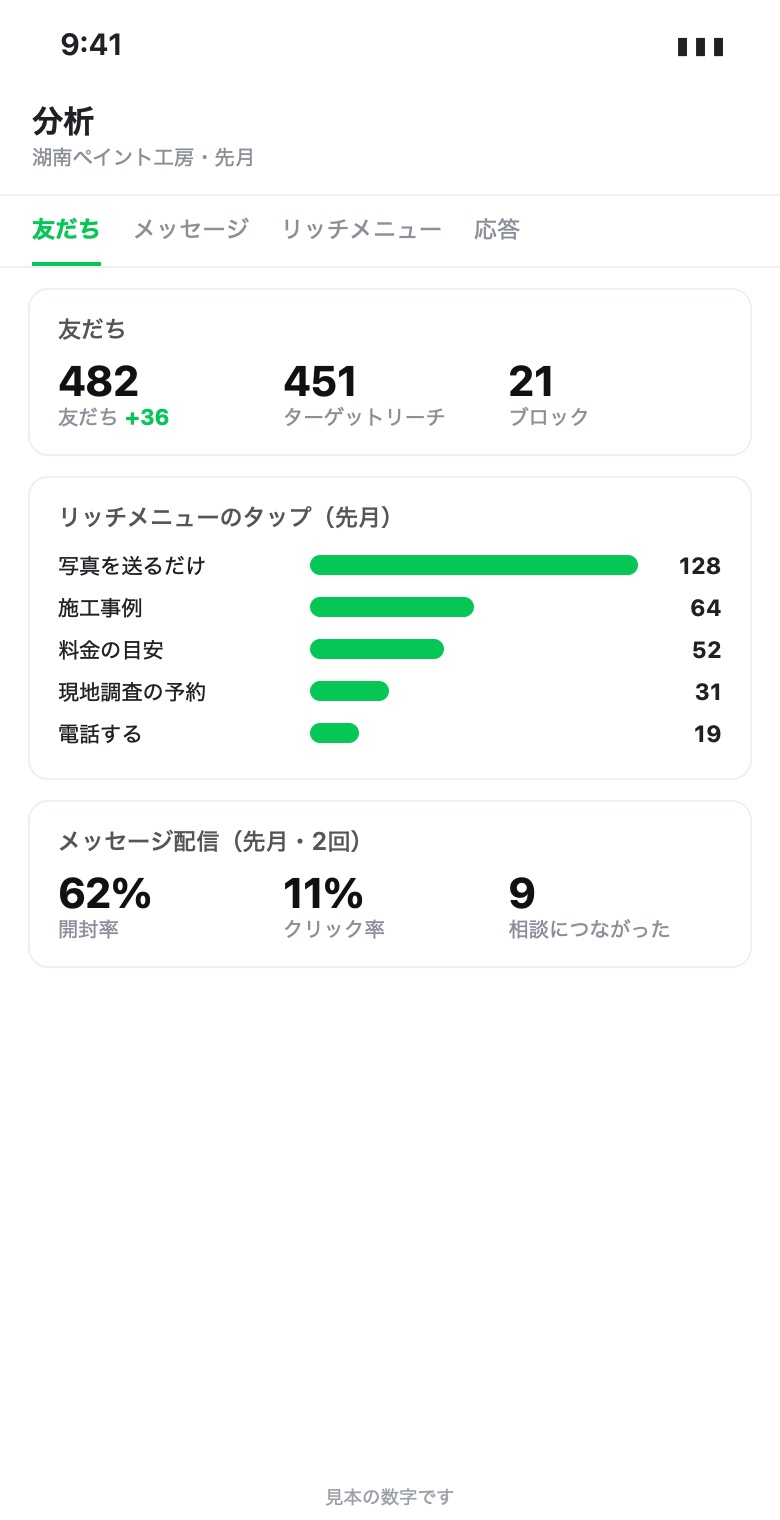 9:41
分析
湖南ペイント工房・先月
友だち メッセージ リッチメニュー 応答
友だち
482 451 21
友だち +36 ターゲットリーチ ブロック
リッチメニューのタップ（先月）
写真を送るだけ 128
施工事例 64
料金の目安 52
現地調査の予約 31
電話する 19
メッセージ配信（先月・2回）
62% 11% 9
開封率 クリック率 相談につながった
見本の数字です